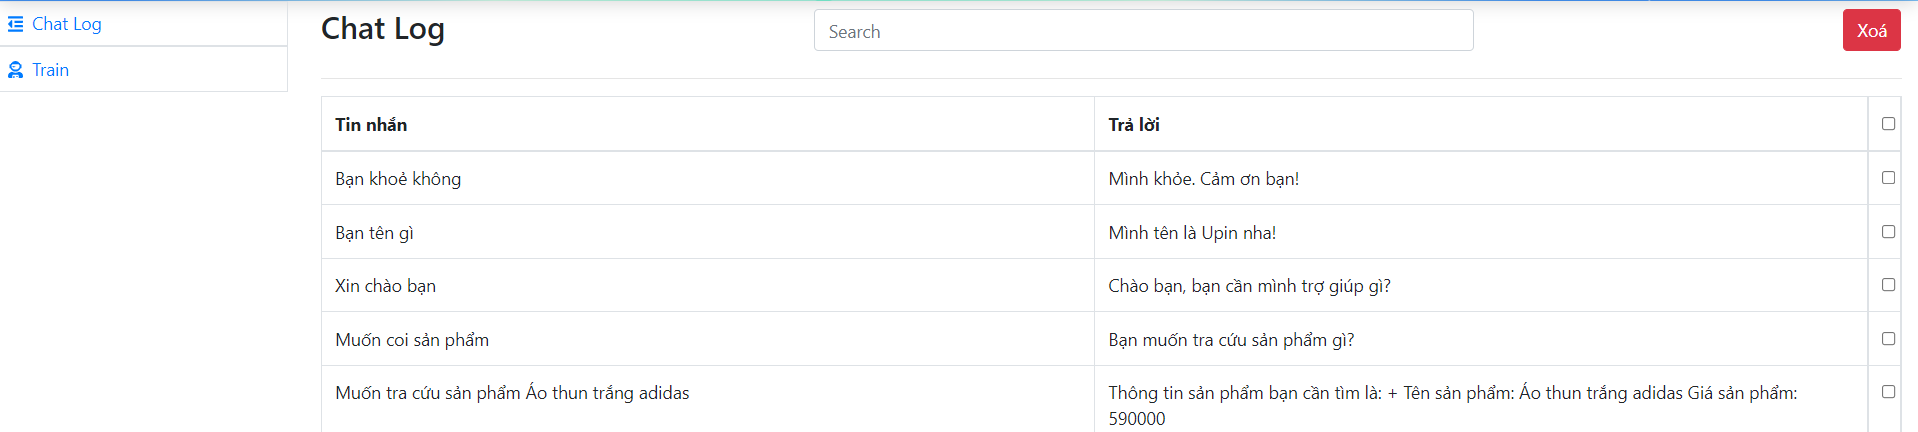 Chat Log
Train
Chat Log
Search
Xoá
Tin nhắn
Trả lời
Bạn khoẻ không
Mình khỏe. Cảm ơn bạn!
Bạn tên gì
Mình tên là Upin nha!
Xin chào bạn
Chào bạn, bạn cần mình trợ giúp gì?
Muốn coi sản phẩm
Bạn muốn tra cứu sản phẩm gì?
Muốn tra cứu sản phẩm Áo thun trắng adidas
Thông tin sản phẩm bạn cần tìm là: + Tên sản phẩm: Áo thun trắng adidas Giá sản phẩm:
590000